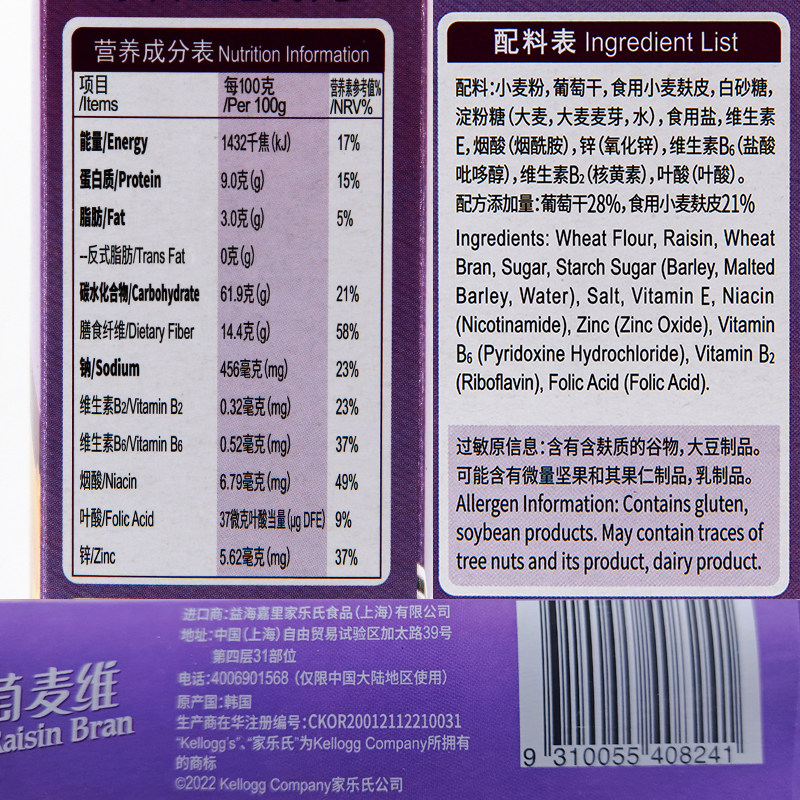 营养成分表 Nutrition Information
项目 每100克 营养素参考值%
/Items /Per 100g /NRV%
能量/Energy 1432千焦(kJ) 17%
蛋白质/Protein 9.0克(g) 15%
脂肪/Fat 3.0克(g) 5%
--反式脂肪/Trans Fat 0克(g)
碳水化合物/Carbohydrate 61.9克(g) 21%
膳食纤维/Dietary Fiber 14.4克(g) 58%
钠/Sodium 456毫克(mg) 23%
维生素B2/Vitamin B2 0.32毫克(mg) 23%
维生素B6/Vitamin B6 0.52毫克(mg) 37%
烟酸/Niacin 6.79毫克(mg) 49%
叶酸/Folic Acid 37微克叶酸当量(μg DFE) 9%
锌/Zinc 5.62毫克(mg) 37%
配料表 Ingredient List
配料:小麦粉,葡萄干,食用小麦麸皮,白砂糖,
淀粉糖(大麦,大麦麦芽,水),食用盐,维生素
E,烟酸(烟酰胺),锌(氧化锌),维生素B6(盐酸
吡哆醇),维生素B2(核黄素),叶酸(叶酸)。
配方添加量:葡萄干28%,食用小麦麸皮21%
Ingredients: Wheat Flour, Raisin, Wheat
Bran, Sugar, Starch Sugar (Barley, Malted
Barley, Water), Salt, Vitamin E, Niacin
(Nicotinamide), Zinc (Zinc Oxide), Vitamin
B6 (Pyridoxine Hydrochloride), Vitamin B2
(Riboflavin), Folic Acid (Folic Acid).
过敏原信息:含有含麸质的谷物,大豆制品。
可能含有微量坚果和其果仁制品,乳制品。
Allergen Information: Contains gluten,
soybean products. May contain traces of
tree nuts and its product, dairy product.
萄麦维
Raisin Bran
进口商:益海嘉里家乐氏食品(上海)有限公司
地址:中国(上海)自由贸易试验区加太路39号
第四层31部位
电话:4006901568(仅限中国大陆地区使用)
原产国:韩国
生产商在华注册编号:CKOR20012112210031
"Kellogg's"、"家乐氏"为Kellogg Company所拥有
的商标
©2022 Kellogg Company家乐氏公司
9 310055 408241